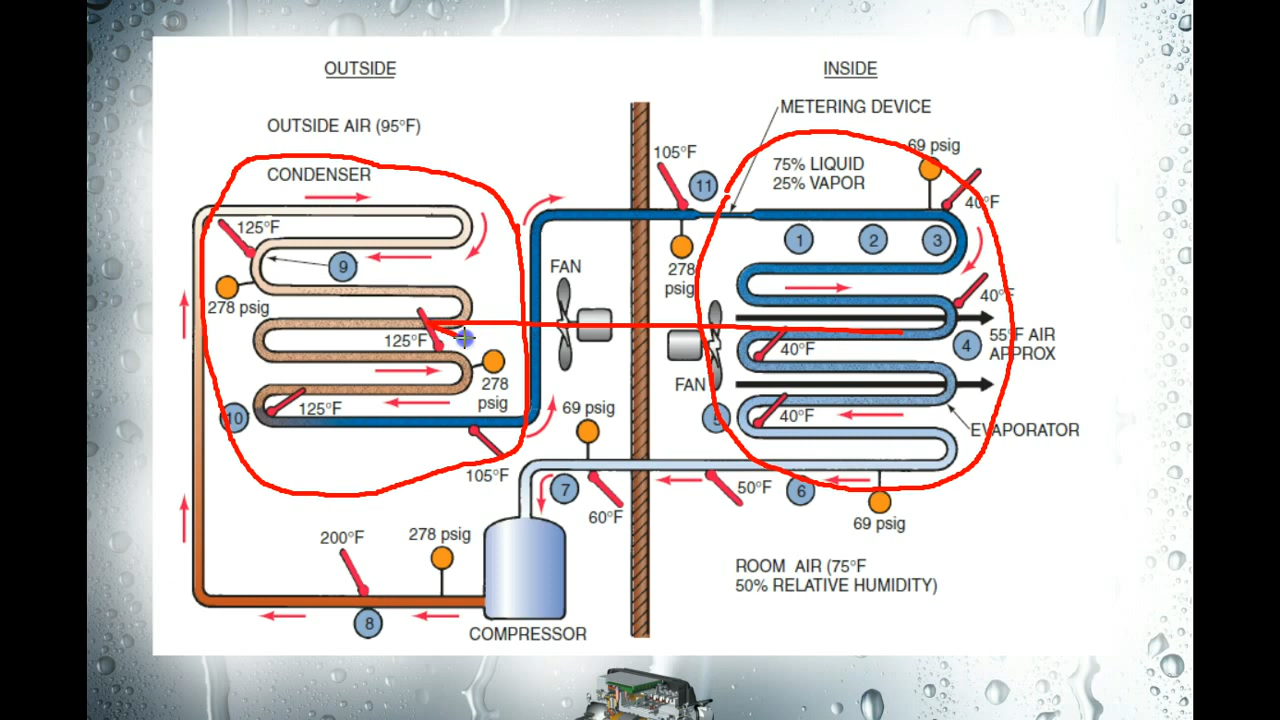 OUTSIDE
INSIDE
METERING DEVICE
OUTSIDE AIR (95°F)
69 psig
105°F
11
75% LIQUID
25% VAPOR
CONDENSER
40°F
125°F
1
2
3
9
FAN
278
psig
278 psig
40°F
125°F
40°F
4
55°F AIR
APPROX
278
psig
FAN
125°F
10
69 psig
5
40°F
EVAPORATOR
105°F
7
50°F
6
60°F
69 psig
200°F
278 psig
ROOM AIR (75°F
50% RELATIVE HUMIDITY)
8
COMPRESSOR